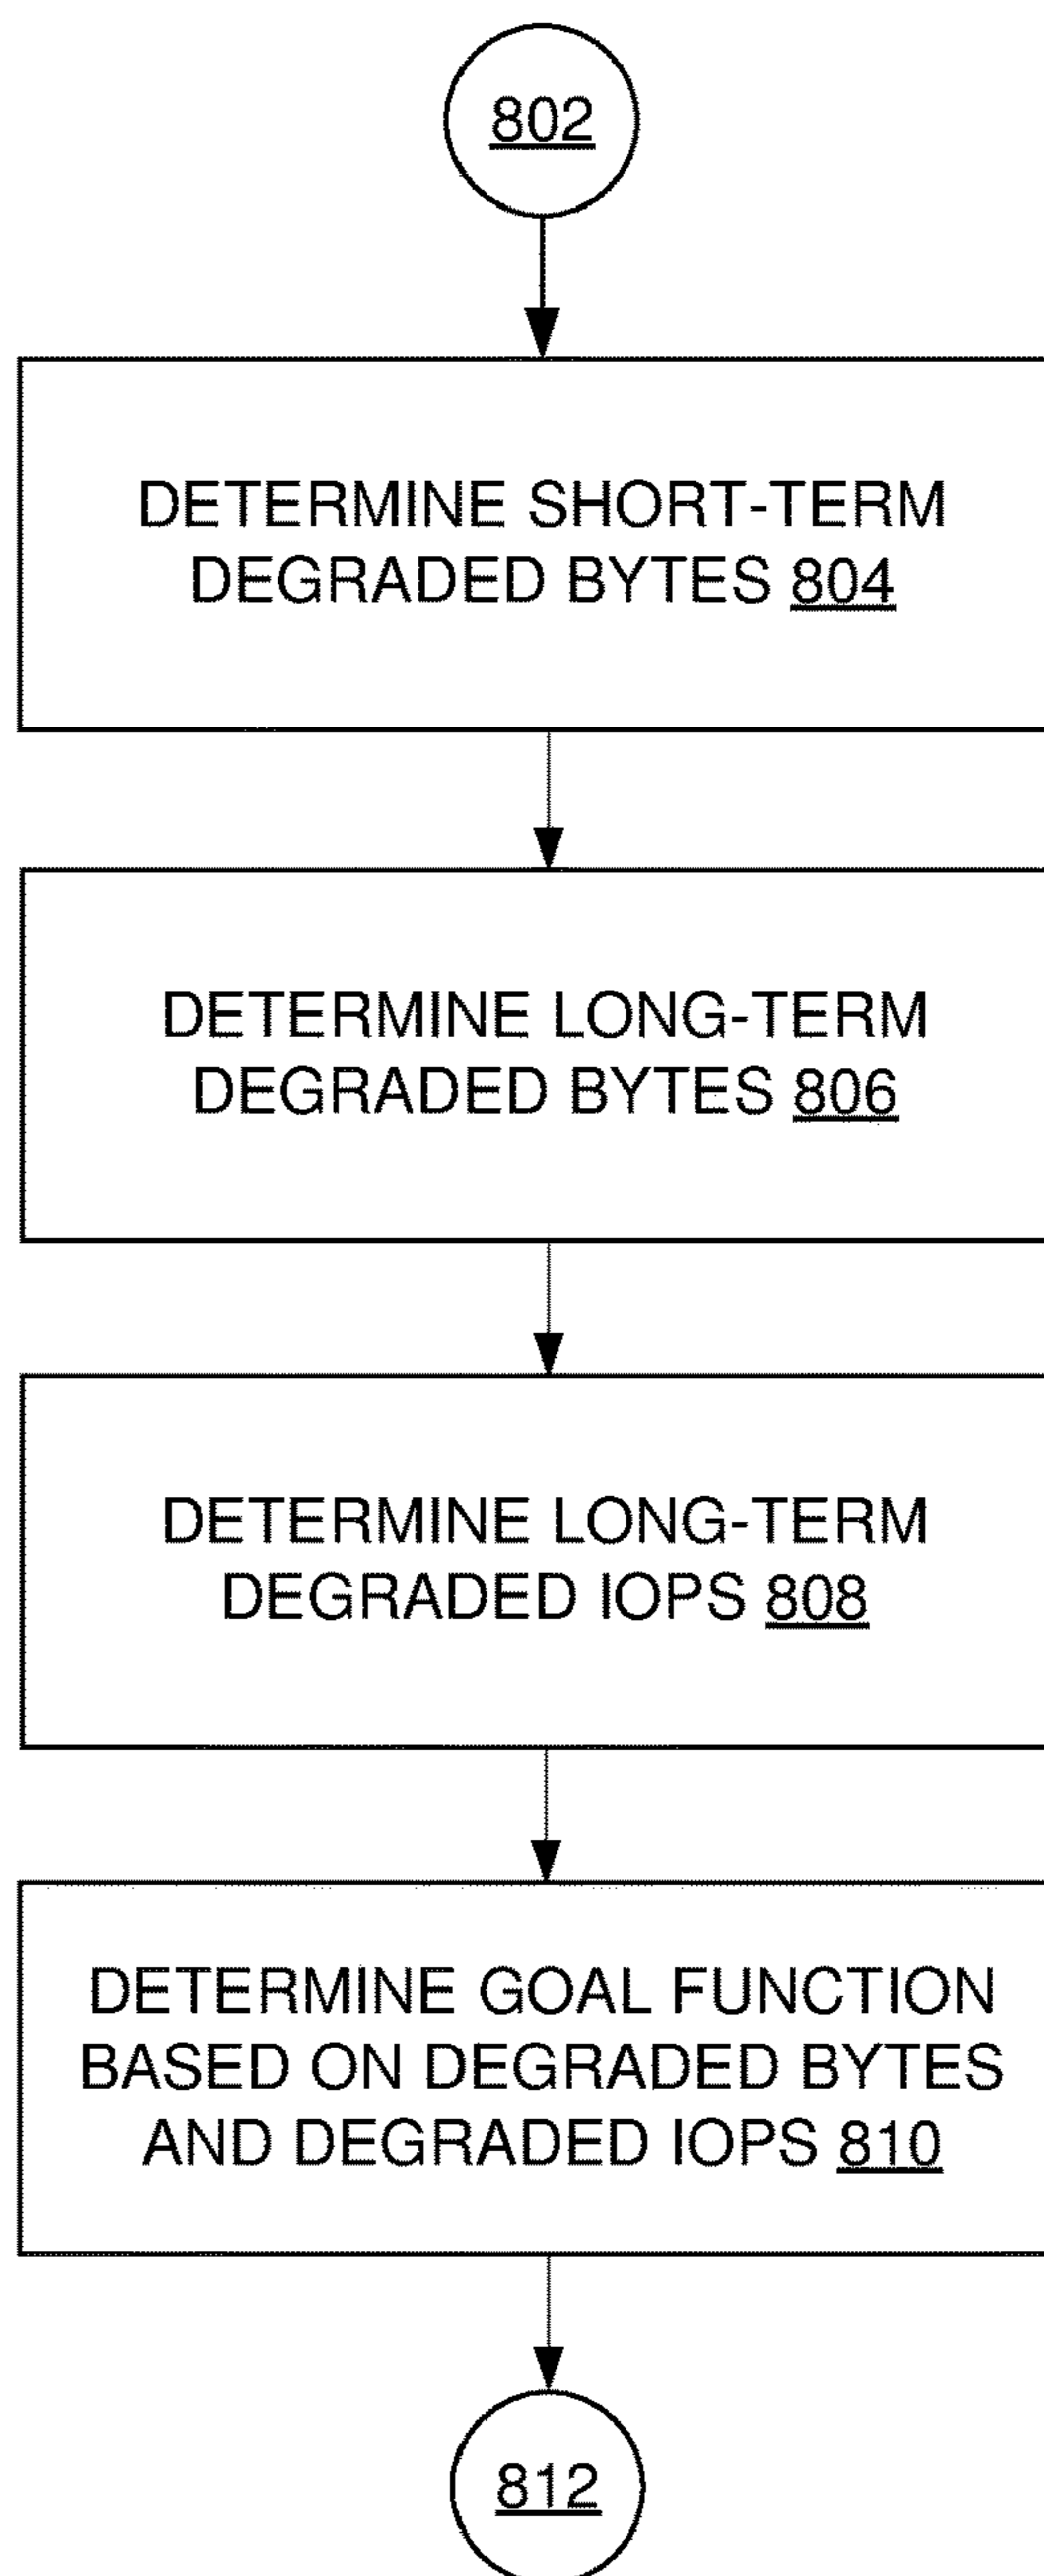 802
DETERMINE SHORT-TERM
DEGRADED BYTES 804
DETERMINE LONG-TERM
DEGRADED BYTES 806
DETERMINE LONG-TERM
DEGRADED IOPS 808
DETERMINE GOAL FUNCTION
BASED ON DEGRADED BYTES
AND DEGRADED IOPS 810
812